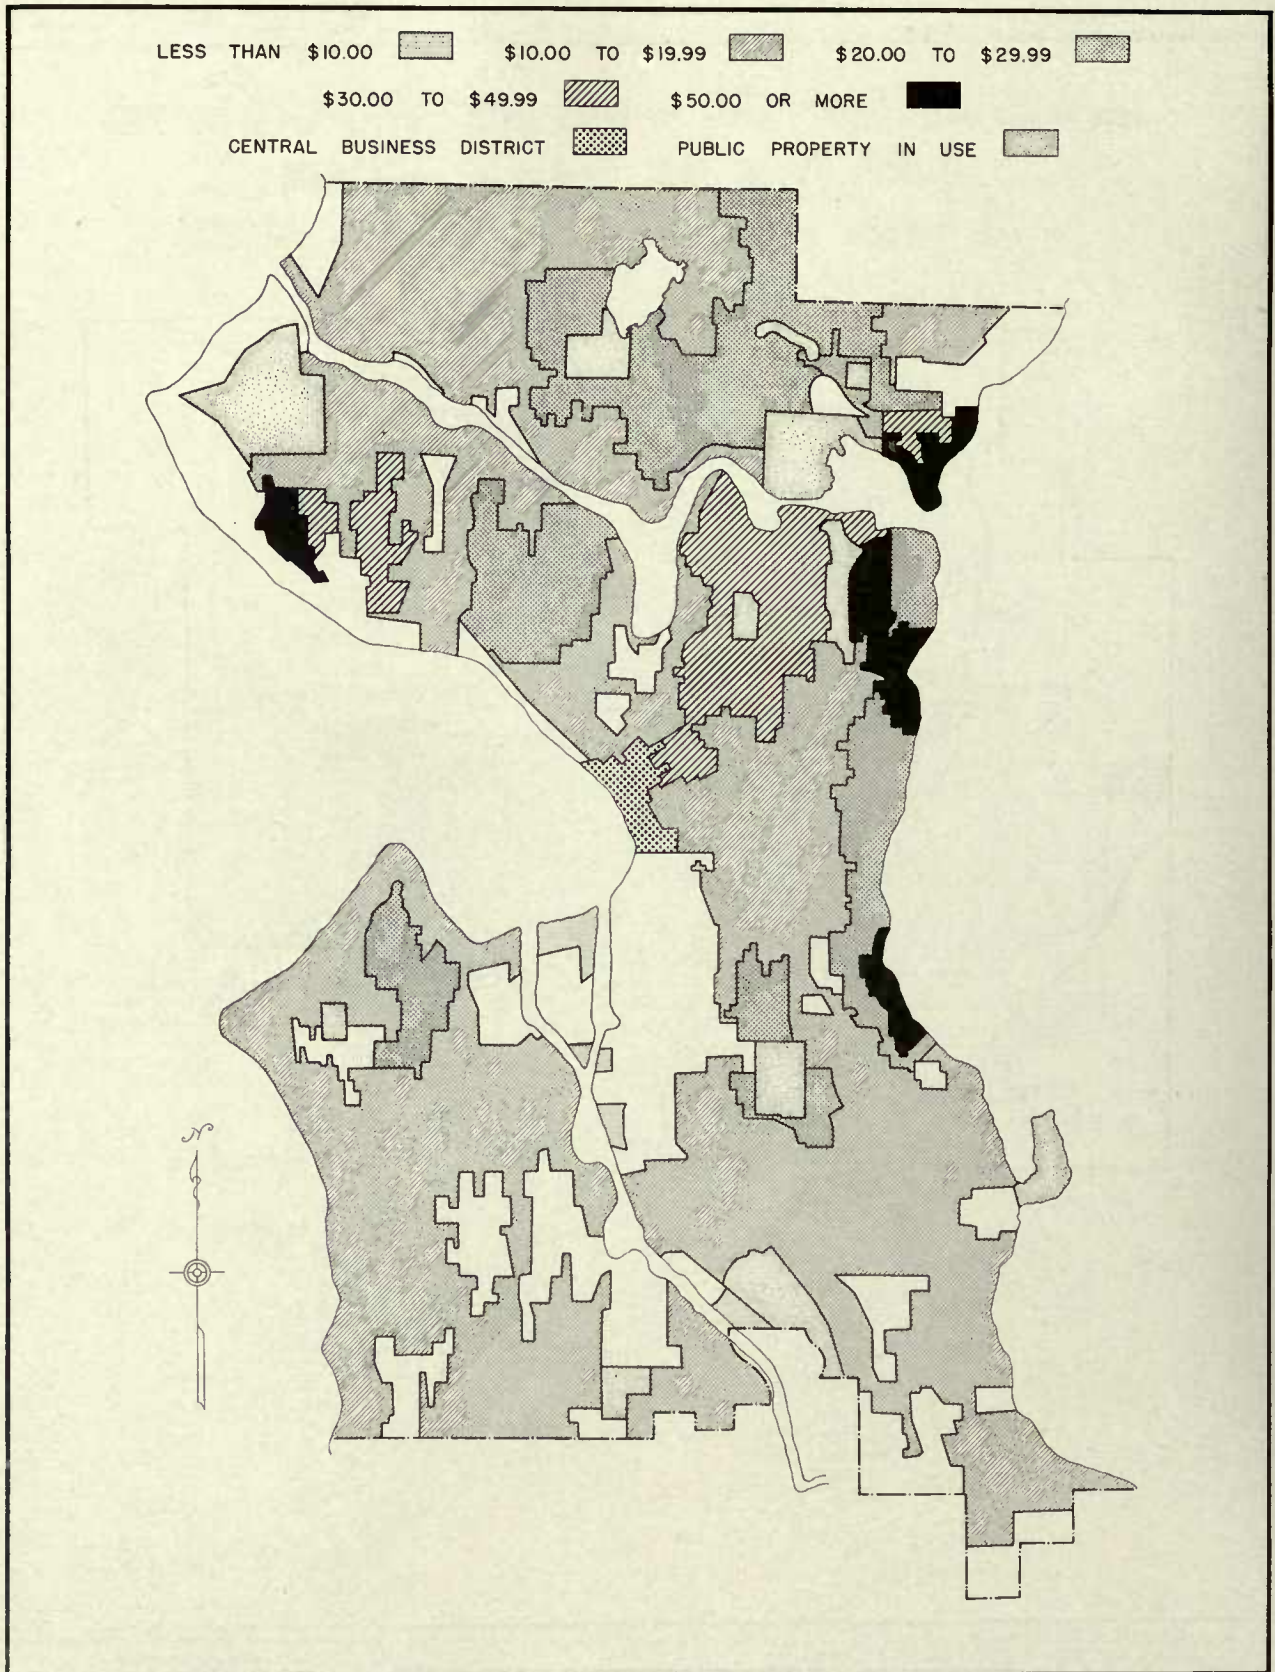 LESS THAN $10.00 $10.00 TO $19.99 $20.00 TO $29.99
$30.00 TO $49.99 $50.00 OR MORE
CENTRAL BUSINESS DISTRICT PUBLIC PROPERTY IN USE
N